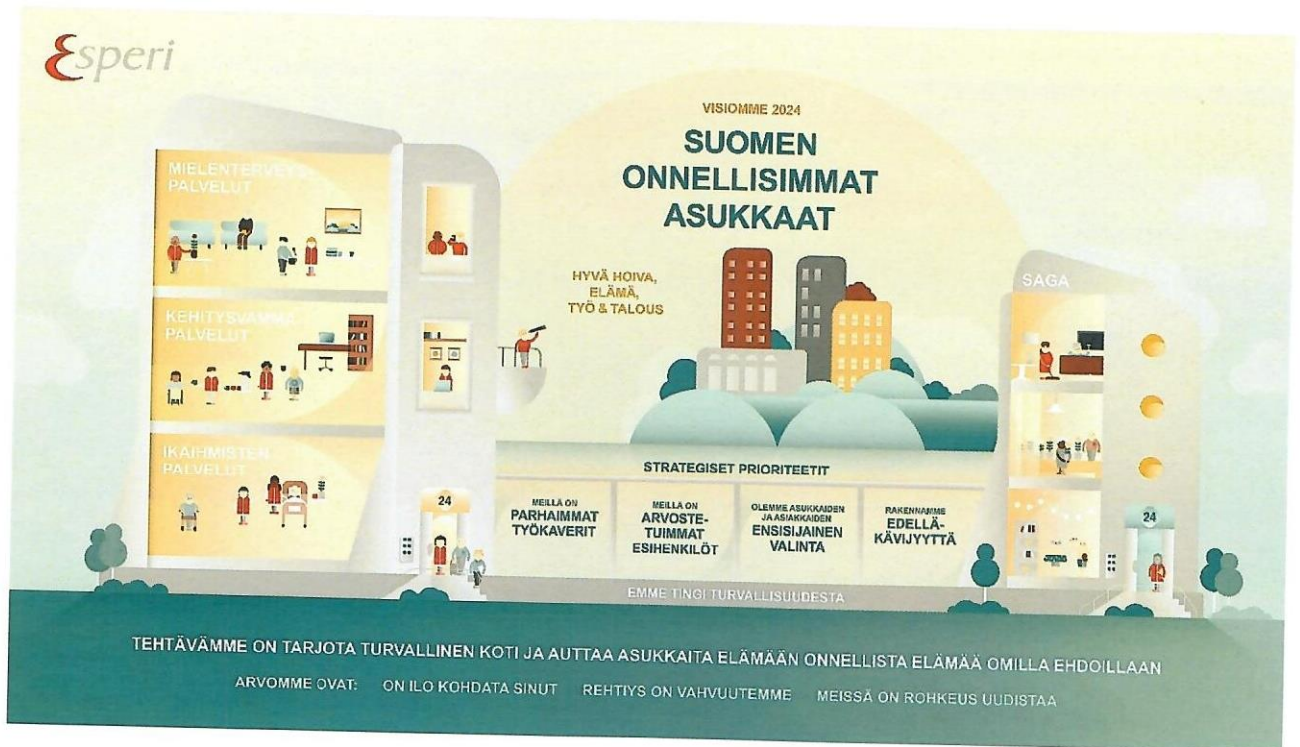 Esperi
VISIOMME 2024
SUOMEN
ONNELLISIMMAT
ASUKKAAT
HYVÄ HOIVA,
ELÄMÄ,
TYÖ & TALOUS
MIELENTERVEYS
PALVELUT
KEHITYSVAMMA
PALVELUT
IKÄIHMISTEN
PALVELUT
24
SAGA
24
STRATEGISET PRIORITEETIT
MEILLÄ ON
PARHAIMMAT
TYÖKAVERIT
MEILLÄ ON
ARVOSTE-
TUIMMAT
ESIHENKILÖT
OLEMME ASUKKAIDEN
JA ASIAKKAIDEN
ENSISIJAINEN
VALINTA
RAKENNAMME
EDELLÄ-
KÄVIJYYTTÄ
EMME TINGI TURVALLISUUDESTA
TEHTÄVÄMME ON TARJOTA TURVALLINEN KOTI JA AUTTAA ASUKKAITA ELÄMÄÄN ONNELLISTA ELÄMÄÄ OMILLA EHDOILLAAN
ARVOMME OVAT: ON ILO KOHDATA SINUT REHTIYS ON VAHVUUTEMME MEISSÄ ON ROHKEUS UUDISTAA